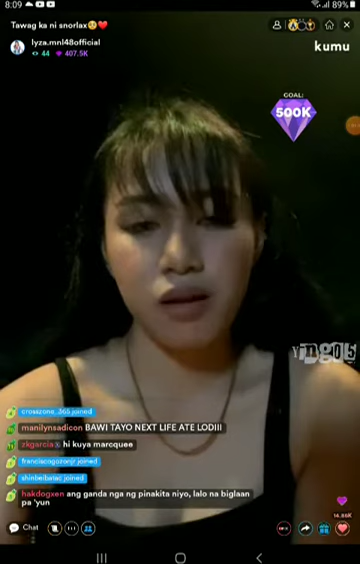 8:09
89%
Tawag ka ni snorlax🥺❤️
lyza.mnl48official
44 407.5K
kumu
GOAL:
500K
crosszone_365 joined
manilynsadicon BAWI TAYO NEXT LIFE ATE LODIII
zkgarcia hi kuya marcquee
franciscogozonjr joined
shinbeibaiac joined
hakdogxen ang ganda nga ng pinakita niyo, lalo na biglaan
pa 'yun
Chat